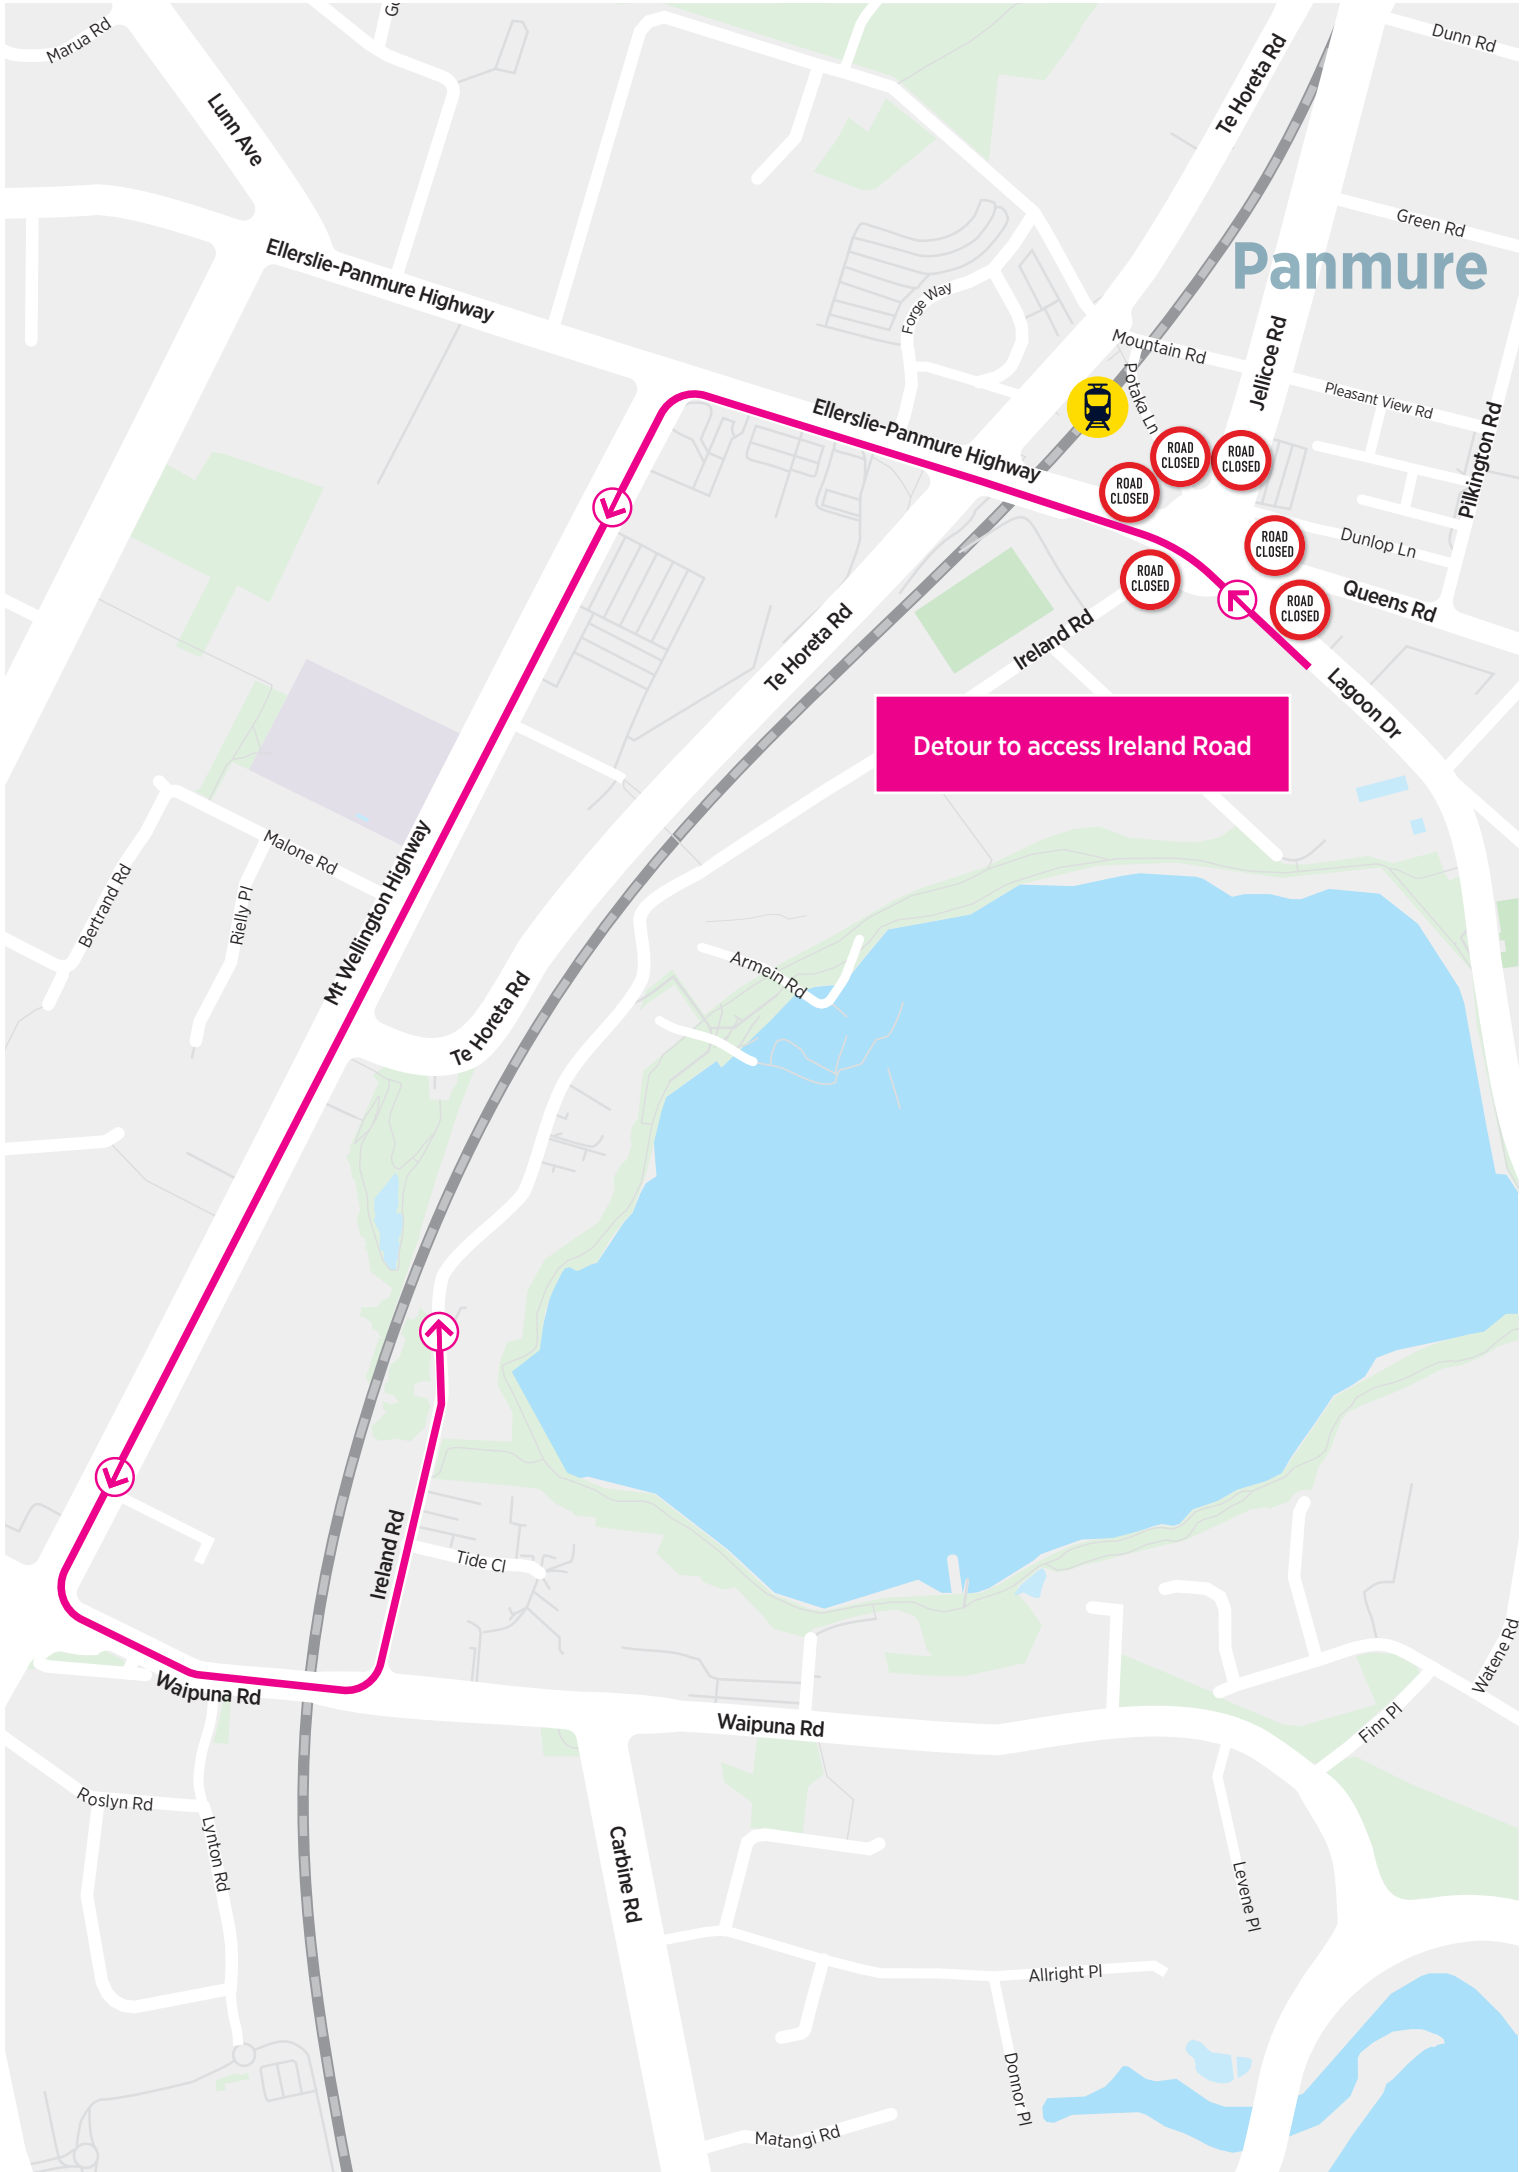 Marua Rd
Go
Dunn Rd
Lunn Ave
Te Horeta Rd
Green Rd
Panmure
Ellerslie-Panmure Highway
Forge Way
Mountain Rd
Jellicoe Rd
Potaka Ln
Pleasant View Rd
Pilkington Rd
Ellerslie-Panmure Highway
ROAD
CLOSED
ROAD
CLOSED
ROAD
CLOSED
ROAD
CLOSED
ROAD
CLOSED
ROAD
CLOSED
Dunlop Ln
Queens Rd
Ireland Rd
Te Horeta Rd
Lagoon Dr
Detour to access Ireland Road
Malone Rd
Bertrand Rd
Rielly Pl
Mt Wellington Highway
Armein Rd
Te Horeta Rd
Ireland Rd
Tide Cl
Waipuna Rd
Waipuna Rd
Watene Rd
Finn Pl
Roslyn Rd
Lynton Rd
Carbine Rd
Levene Pl
Allright Pl
Donnor Pl
Matangi Rd